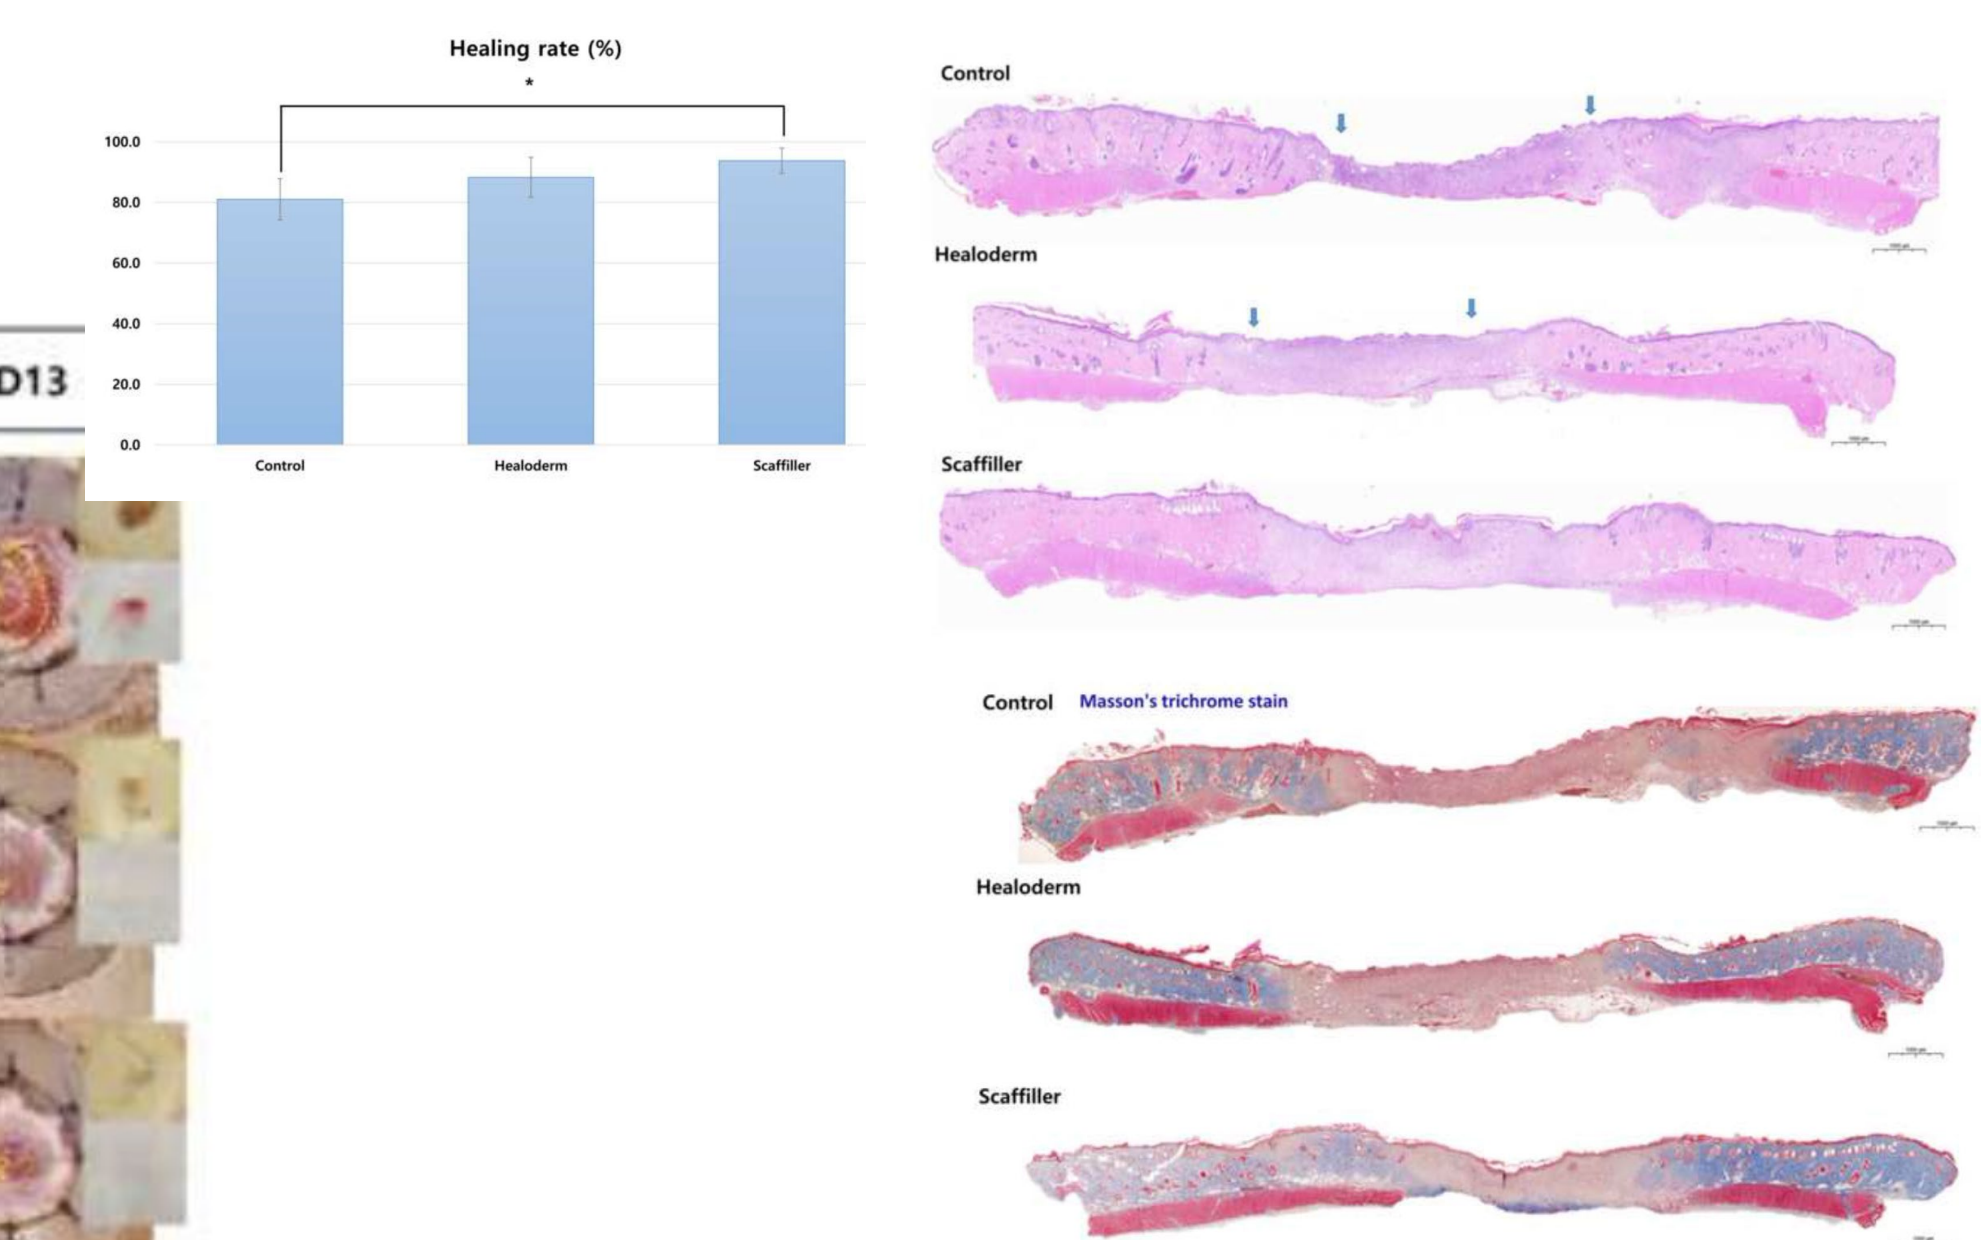 Healing rate (%)
*
100.0
80.0
60.0
40.0
20.0
0.0
Control
Healoderm
Scaffiller
D13
Control
Healoderm
Scaffiller
Control
Masson's trichrome stain
Healoderm
Scaffiller